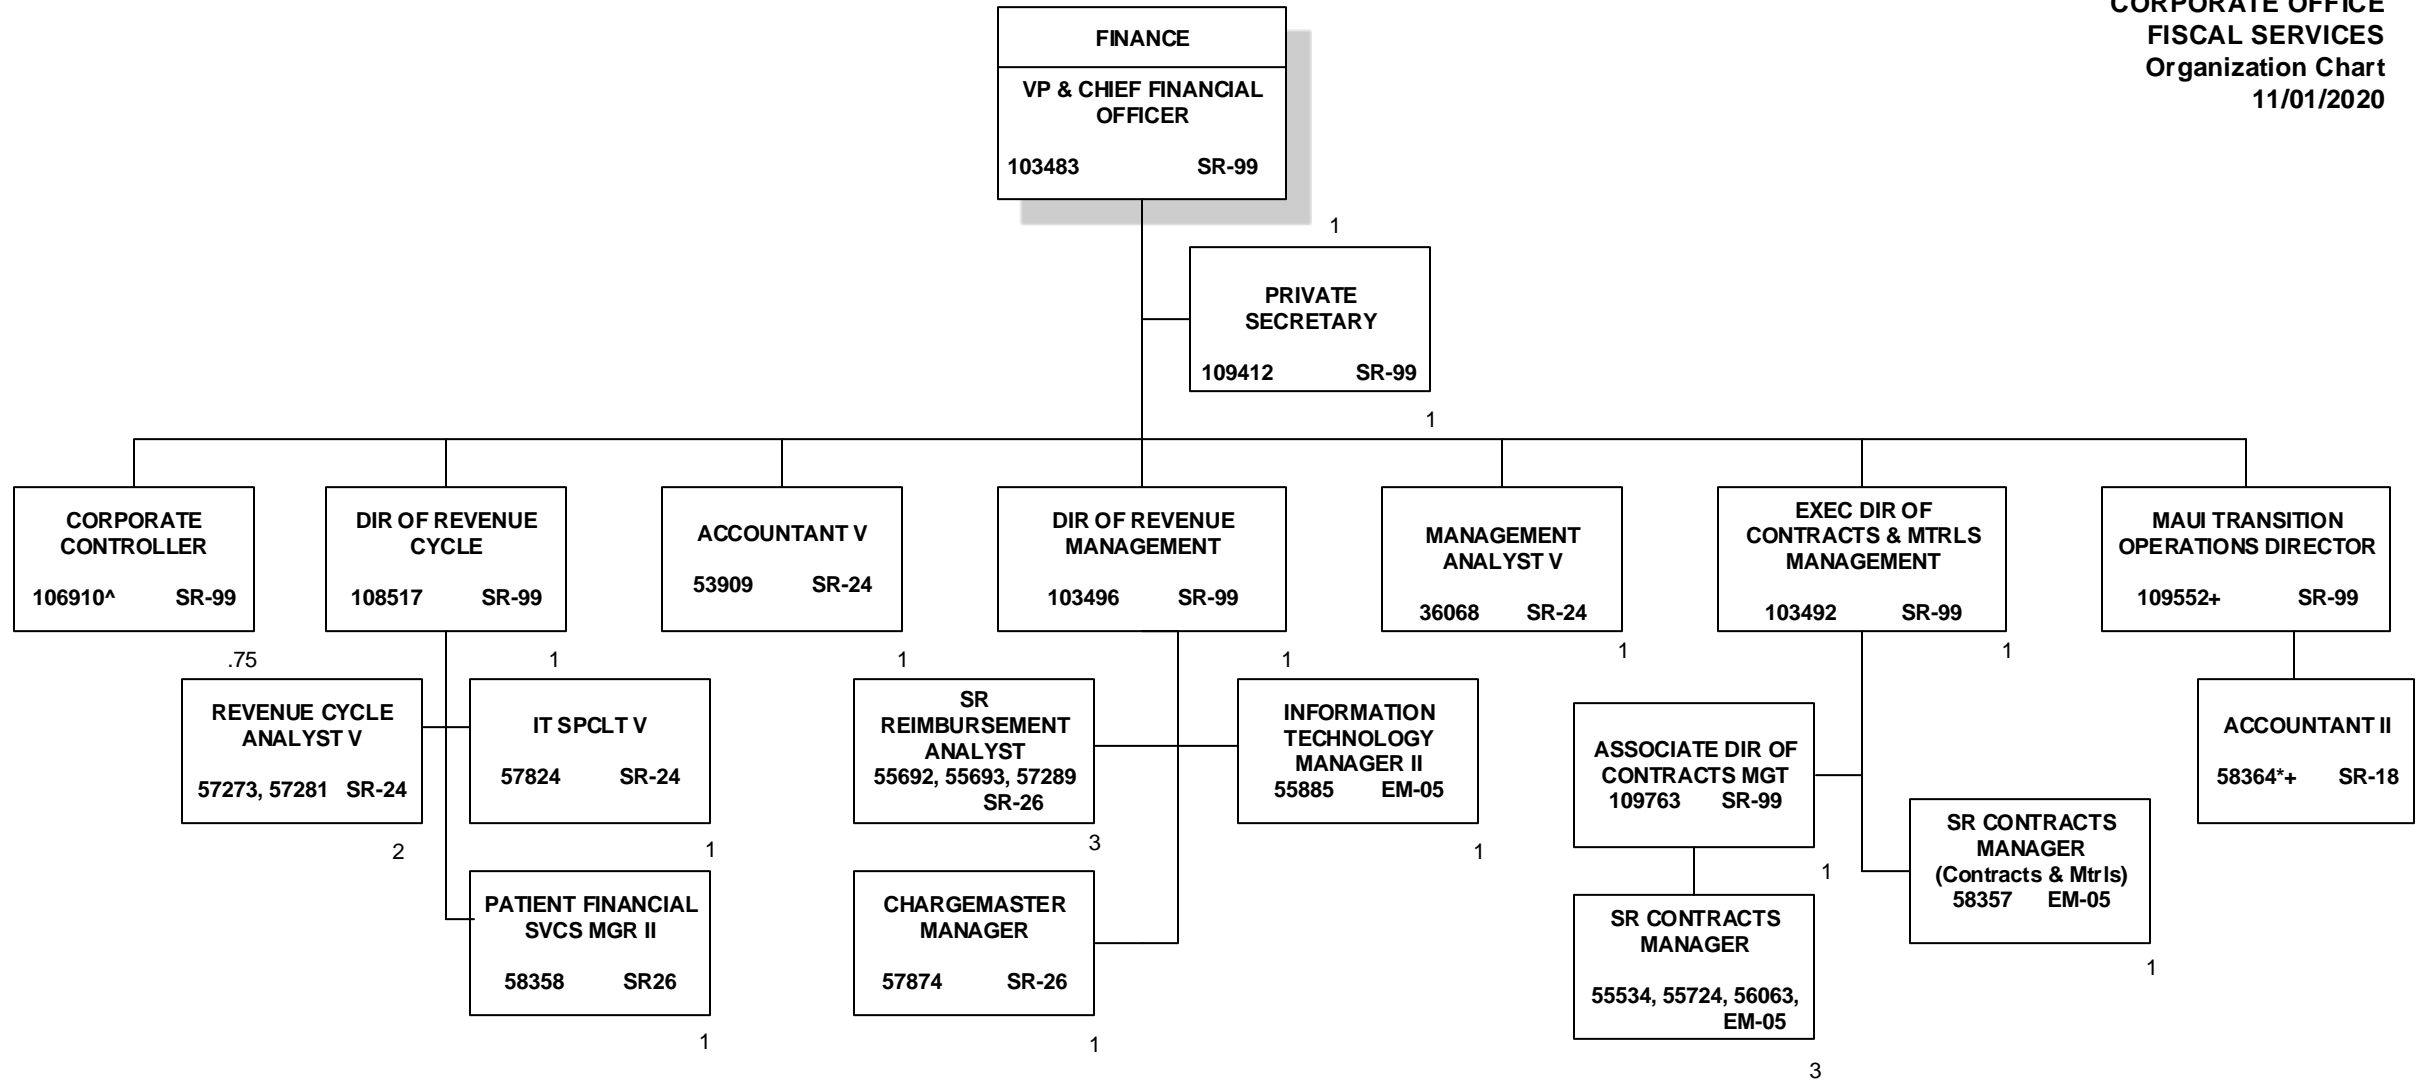 CORPORATE OFFICE
FISCAL SERVICES
Organization Chart
11/01/2020
FINANCE
VP & CHIEF FINANCIAL
OFFICER
103483 SR-99
1
PRIVATE
SECRETARY
109412 SR-99
1
CORPORATE
CONTROLLER
106910^ SR-99
.75
DIR OF REVENUE
CYCLE
108517 SR-99
1
ACCOUNTANT V
53909 SR-24
1
DIR OF REVENUE
MANAGEMENT
103496 SR-99
1
MANAGEMENT
ANALYST V
36068 SR-24
1
EXEC DIR OF
CONTRACTS & MTRLS
MANAGEMENT
103492 SR-99
1
MAUI TRANSITION
OPERATIONS DIRECTOR
109552+ SR-99
REVENUE CYCLE
ANALYST V
57273, 57281 SR-24
2
IT SPCLT V
57824 SR-24
1
PATIENT FINANCIAL
SVCS MGR II
58358 SR26
1
SR
REIMBURSEMENT
ANALYST
55692, 55693, 57289
SR-26
3
INFORMATION
TECHNOLOGY
MANAGER II
55885 EM-05
1
CHARGEMASTER
MANAGER
57874 SR-26
1
ASSOCIATE DIR OF
CONTRACTS MGT
109763 SR-99
1
SR CONTRACTS
MANAGER
55534, 55724, 56063,
EM-05
3
SR CONTRACTS
MANAGER
(Contracts & Mtrls)
58357 EM-05
1
ACCOUNTANT II
58364*+ SR-18